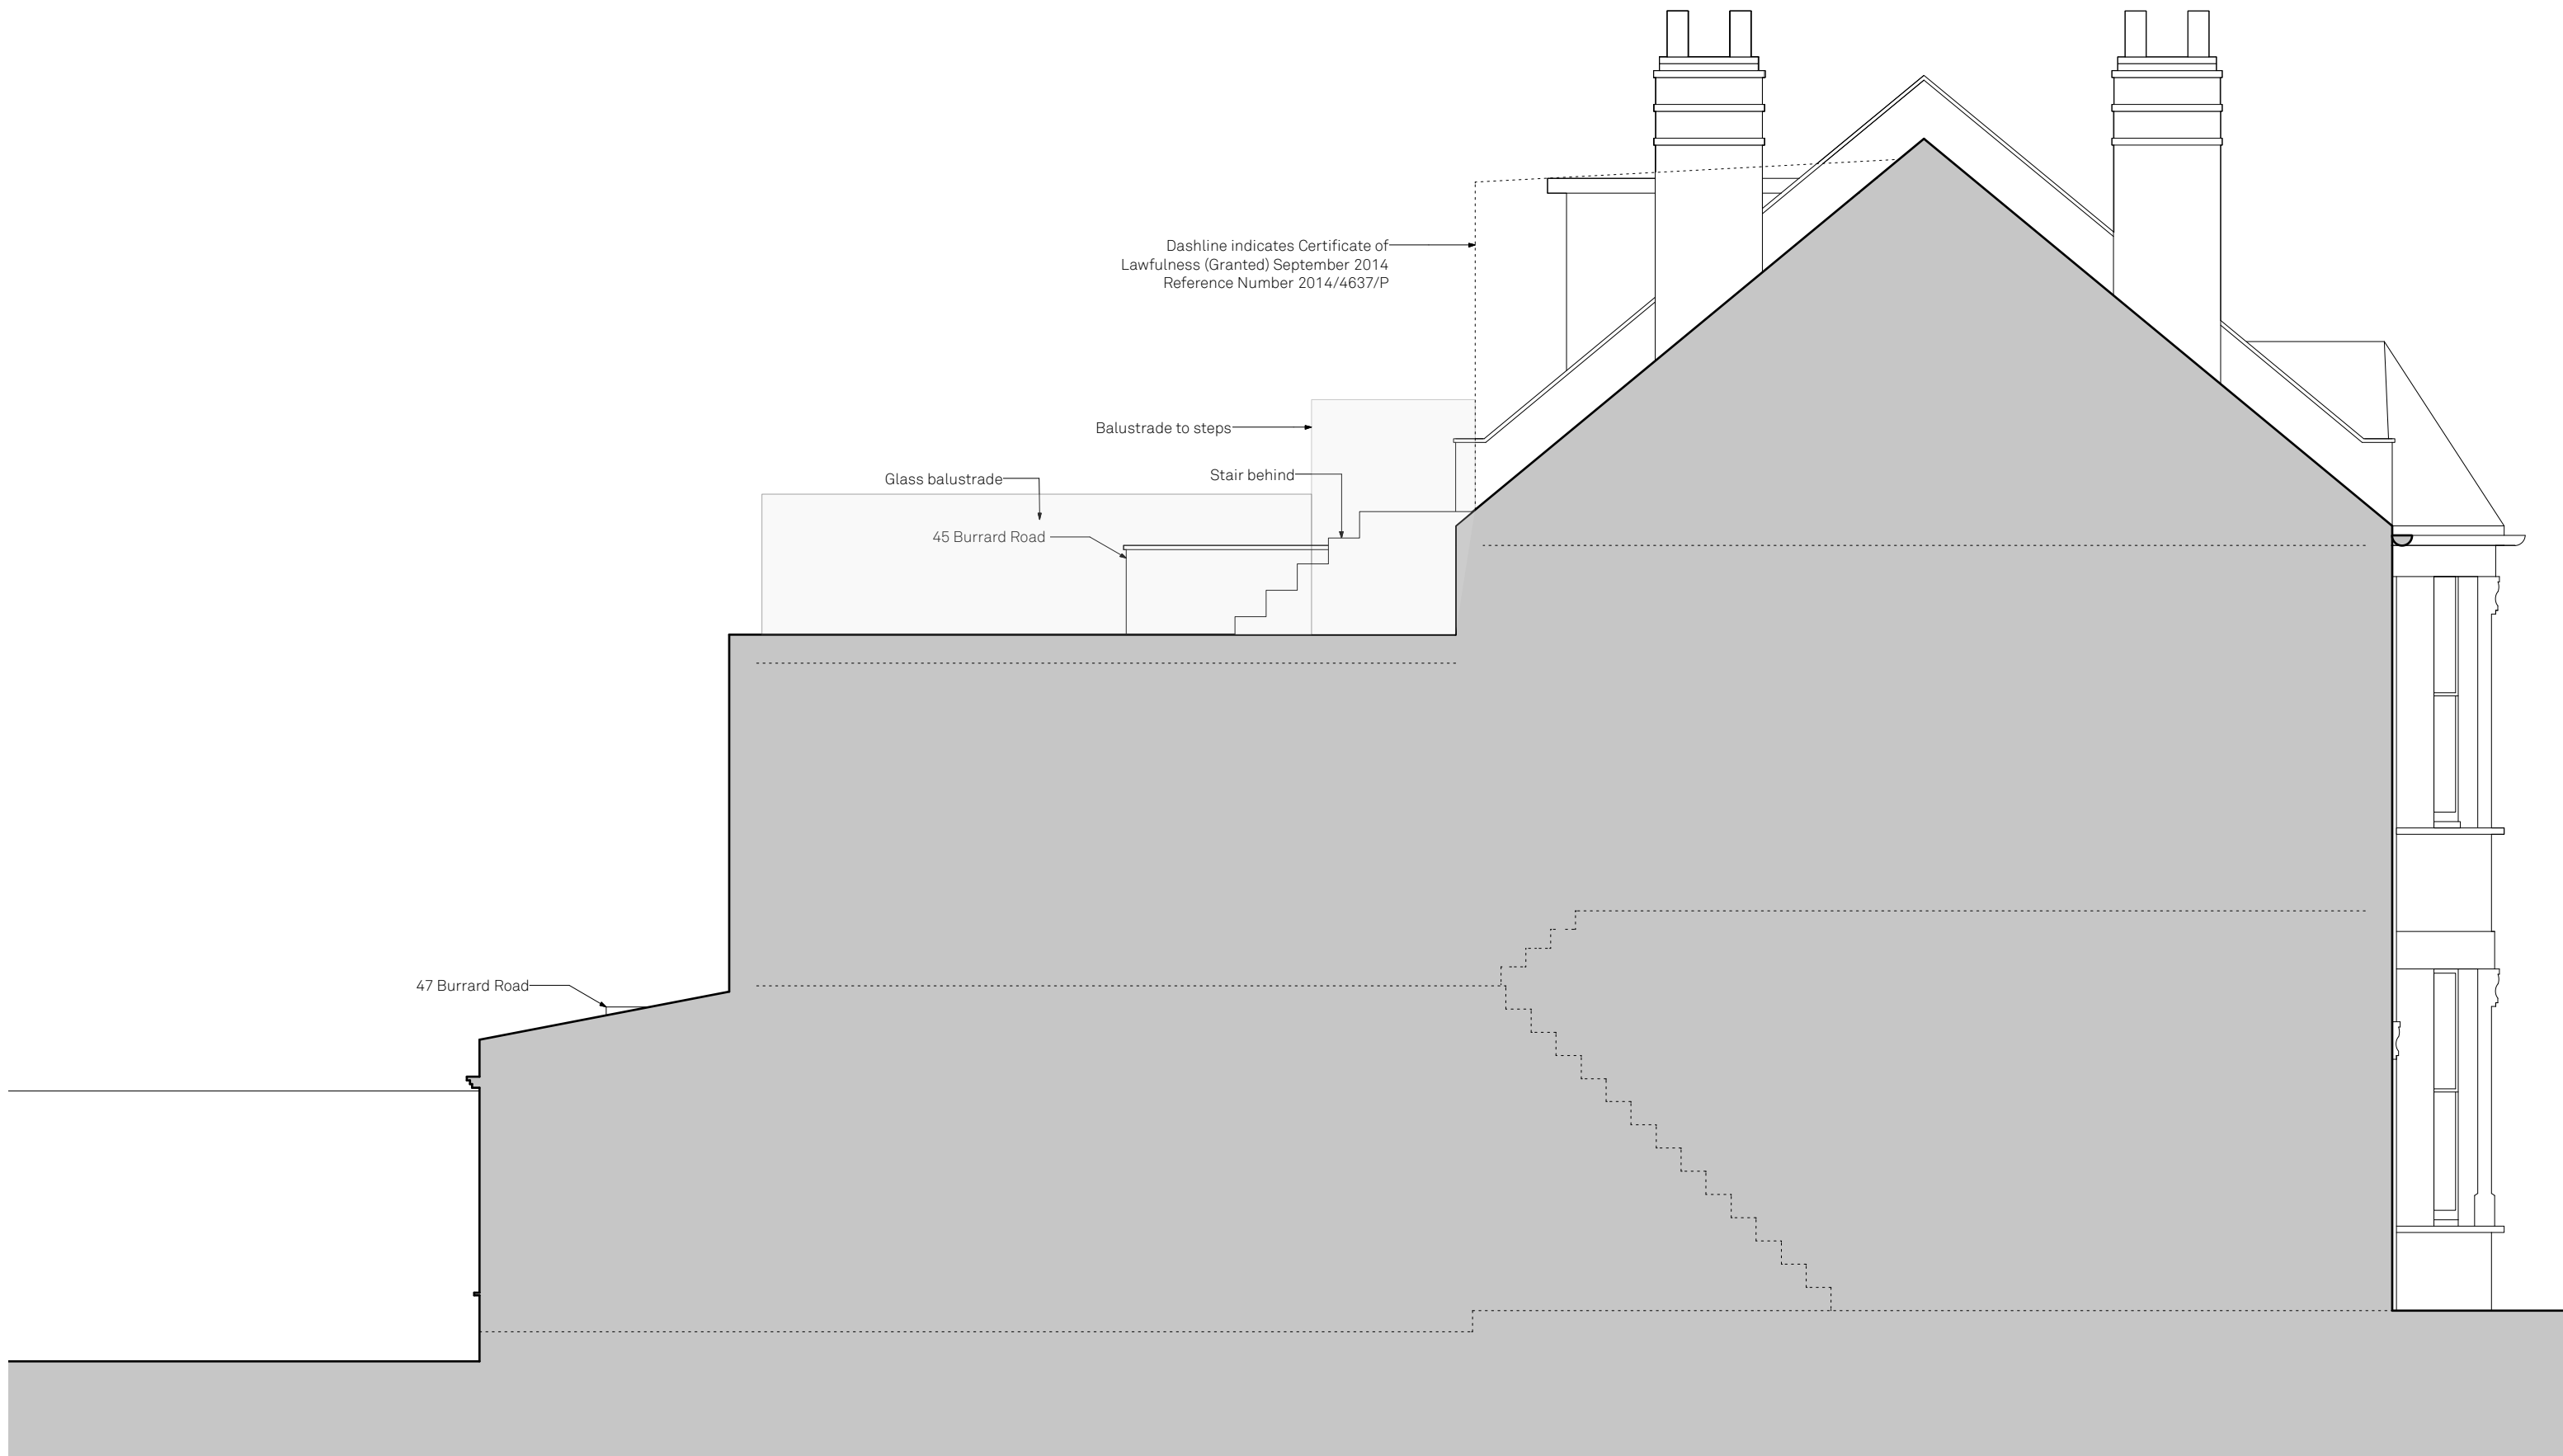 Dashline indicates Certificate of
Lawfulness (Granted) September 2014
Reference Number 2014/4637/P
Balustrade to steps
Stair behind
Glass balustrade
45 Burrard Road
47 Burrard Road